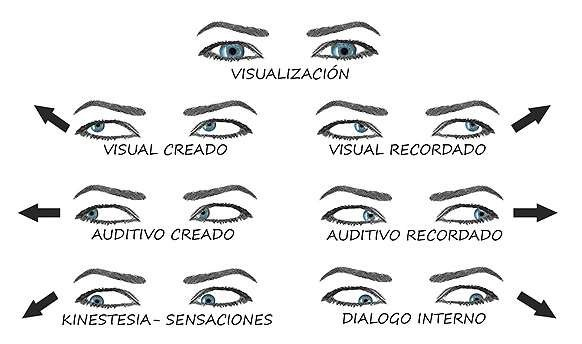 VISUALIZACIÓN
VISUAL CREADO
VISUAL RECORDADO
AUDITIVO CREADO
AUDITIVO RECORDADO
KINESTESIA- SENSACIONES
DIALOGO INTERNO